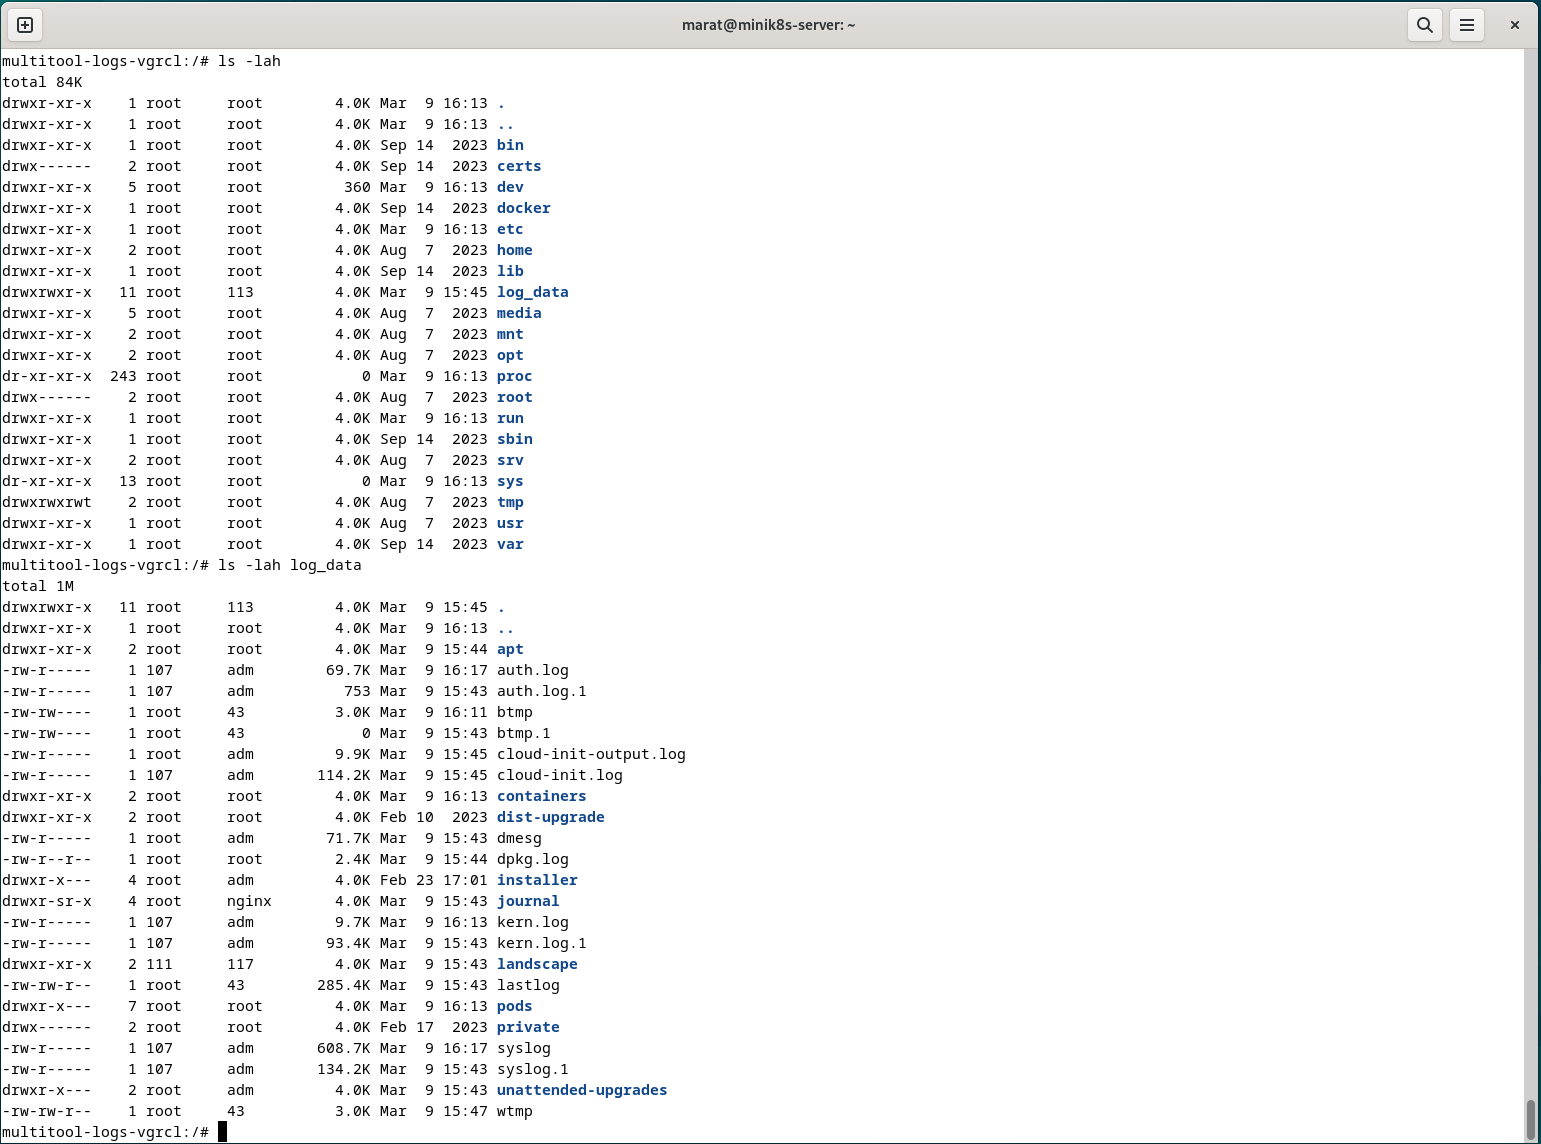 marat@minik8s-server: ~
multitool-logs-vgrcl:/# ls -lah
total 84K
drwxr-xr-x    1 root     root        4.0K Mar  9 16:13 .
drwxr-xr-x    1 root     root        4.0K Mar  9 16:13 ..
drwxr-xr-x    1 root     root        4.0K Sep 14  2023 bin
drwx------    2 root     root        4.0K Sep 14  2023 certs
drwxr-xr-x    5 root     root         360 Mar  9 16:13 dev
drwxr-xr-x    1 root     root        4.0K Sep 14  2023 docker
drwxr-xr-x    1 root     root        4.0K Mar  9 16:13 etc
drwxr-xr-x    2 root     root        4.0K Aug  7  2023 home
drwxr-xr-x    1 root     root        4.0K Sep 14  2023 lib
drwxrwxr-x   11 root     113         4.0K Mar  9 15:45 log_data
drwxr-xr-x    5 root     root        4.0K Aug  7  2023 media
drwxr-xr-x    2 root     root        4.0K Aug  7  2023 mnt
drwxr-xr-x    2 root     root        4.0K Aug  7  2023 opt
dr-xr-xr-x  243 root     root           0 Mar  9 16:13 proc
drwx------    2 root     root        4.0K Aug  7  2023 root
drwxr-xr-x    1 root     root        4.0K Mar  9 16:13 run
drwxr-xr-x    1 root     root        4.0K Sep 14  2023 sbin
drwxr-xr-x    2 root     root        4.0K Aug  7  2023 srv
dr-xr-xr-x   13 root     root           0 Mar  9 16:13 sys
drwxrwxrwt    2 root     root        4.0K Aug  7  2023 tmp
drwxr-xr-x    1 root     root        4.0K Aug  7  2023 usr
drwxr-xr-x    1 root     root        4.0K Sep 14  2023 var
multitool-logs-vgrcl:/# ls -lah log_data
total 1M
drwxrwxr-x   11 root     113         4.0K Mar  9 15:45 .
drwxr-xr-x    1 root     root        4.0K Mar  9 16:13 ..
drwxr-xr-x    2 root     root        4.0K Mar  9 15:44 apt
-rw-r-----    1 107      adm        69.7K Mar  9 16:17 auth.log
-rw-r-----    1 107      adm          753 Mar  9 15:43 auth.log.1
-rw-rw----    1 root     43          3.0K Mar  9 16:11 btmp
-rw-rw----    1 root     43             0 Mar  9 15:43 btmp.1
-rw-r-----    1 root     adm         9.9K Mar  9 15:45 cloud-init-output.log
-rw-r-----    1 107      adm       114.2K Mar  9 15:45 cloud-init.log
drwxr-xr-x    2 root     root        4.0K Mar  9 16:13 containers
drwxr-xr-x    2 root     root        4.0K Feb 10  2023 dist-upgrade
-rw-r-----    1 root     adm        71.7K Mar  9 15:43 dmesg
-rw-r--r--    1 root     root        2.4K Mar  9 15:44 dpkg.log
drwxr-x---    4 root     adm         4.0K Feb 23 17:01 installer
drwxr-sr-x    4 root     nginx       4.0K Mar  9 15:43 journal
-rw-r-----    1 107      adm         9.7K Mar  9 16:13 kern.log
-rw-r-----    1 107      adm        93.4K Mar  9 15:43 kern.log.1
drwxr-xr-x    2 111      117         4.0K Mar  9 15:43 landscape
-rw-rw-r--    1 root     43        285.4K Mar  9 15:43 lastlog
drwxr-x---    7 root     root        4.0K Mar  9 16:13 pods
drwx------    2 root     root        4.0K Feb 17  2023 private
-rw-r-----    1 107      adm       608.7K Mar  9 16:17 syslog
-rw-r-----    1 107      adm       134.2K Mar  9 15:43 syslog.1
drwxr-x---    2 root     adm         4.0K Mar  9 15:43 unattended-upgrades
-rw-rw-r--    1 root     43          3.0K Mar  9 15:47 wtmp
multitool-logs-vgrcl:/#